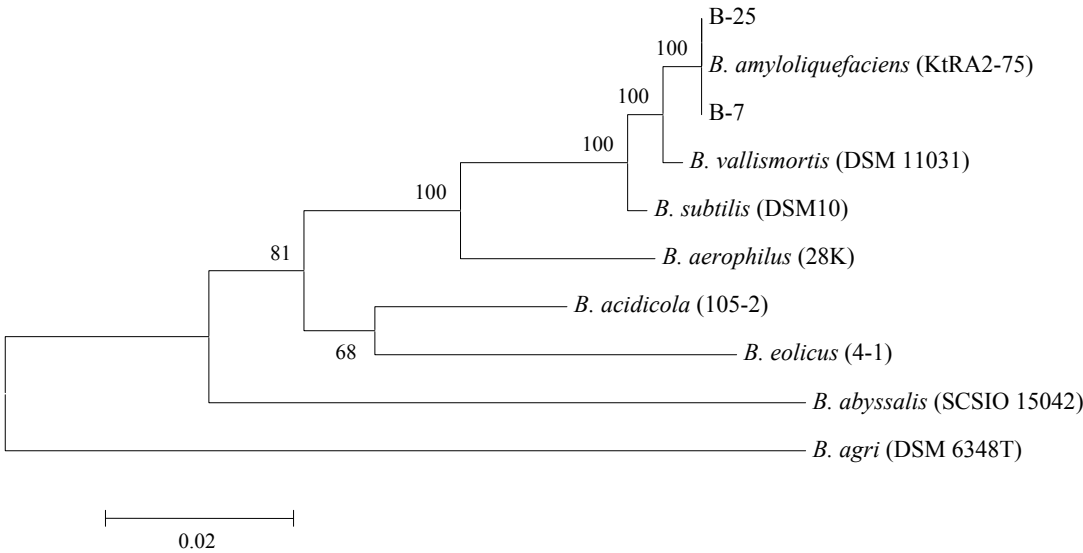 B-25
100
B. amyloliquefaciens (KtRA2-75)
100
B-7
100
B. vallismortis (DSM 11031)
100
B. subtilis (DSM10)
81
B. aerophilus (28K)
B. acidicola (105-2)
68
B. eolicus (4-1)
B. abyssalis (SCSIO 15042)
B. agri (DSM 6348T)
0.02